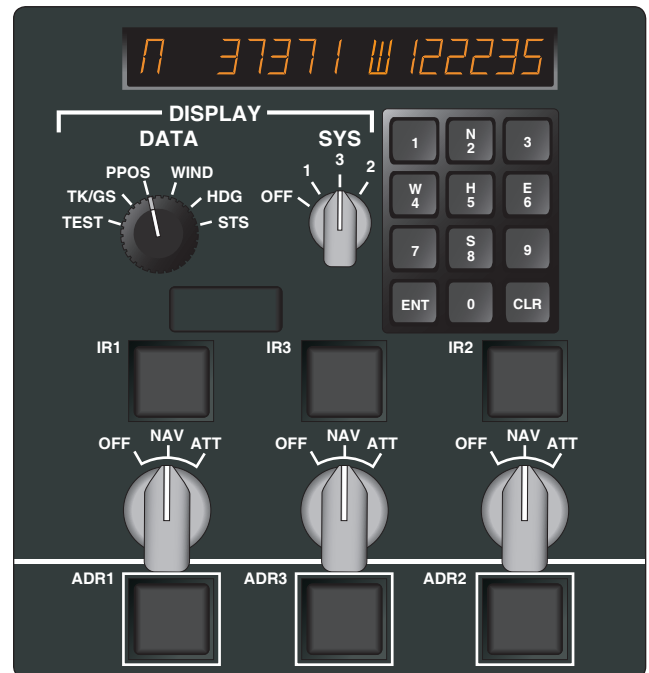 N 37371 W122235
DISPLAY
DATA SYS
TEST TK/GS PPOS WIND HDG STS
OFF 1 3 2
1 N 2 3
W 4 H 5 E 6
7 S 8 9
ENT 0 CLR
IR1 IR3 IR2
OFF NAV ATT OFF NAV ATT OFF NAV ATT
ADR1 ADR3 ADR2